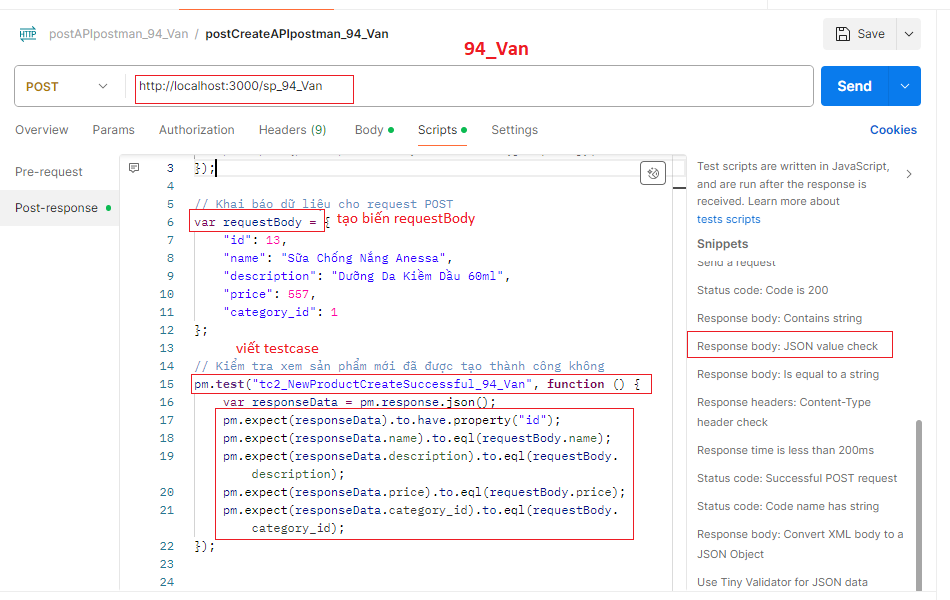 HTTP postAPIpostman_94_Van / postCreateAPIpostman_94_Van Save
94_Van
POST http://localhost:3000/sp_94_Van Send
Overview Params Authorization Headers (9) Body Scripts Settings Cookies
Pre-request
Post-response
3 });
4
5 // Khai báo dữ liệu cho request POST
6 var requestBody = { tạo biến requestBody
7 "id": 13,
8 "name": "Sữa Chống Nắng Anessa",
9 "description": "Dưỡng Da Kiềm Dầu 60ml",
10 "price": 557,
11 "category_id": 1
12 };
13 viết testcase
14 // Kiểm tra xem sản phẩm mới đã được tạo thành công không
15 pm.test("tc2_NewProductCreateSuccessful_94_Van", function () {
16 var responseData = pm.response.json();
17 pm.expect(responseData).to.have.property("id");
18 pm.expect(responseData.name).to.eql(requestBody.name);
19 pm.expect(responseData.description).to.eql(requestBody.
description);
20 pm.expect(responseData.price).to.eql(requestBody.price);
21 pm.expect(responseData.category_id).to.eql(requestBody.
category_id);
22 });
23
24
Test scripts are written in JavaScript,
and are run after the response is
received. Learn more about
tests scripts
Snippets
Send a request
Status code: Code is 200
Response body: Contains string
Response body: JSON value check
Response body: Is equal to a string
Response headers: Content-Type
header check
Response time is less than 200ms
Status code: Successful POST request
Status code: Code name has string
Response body: Convert XML body to a
JSON Object
Use Tiny Validator for JSON data